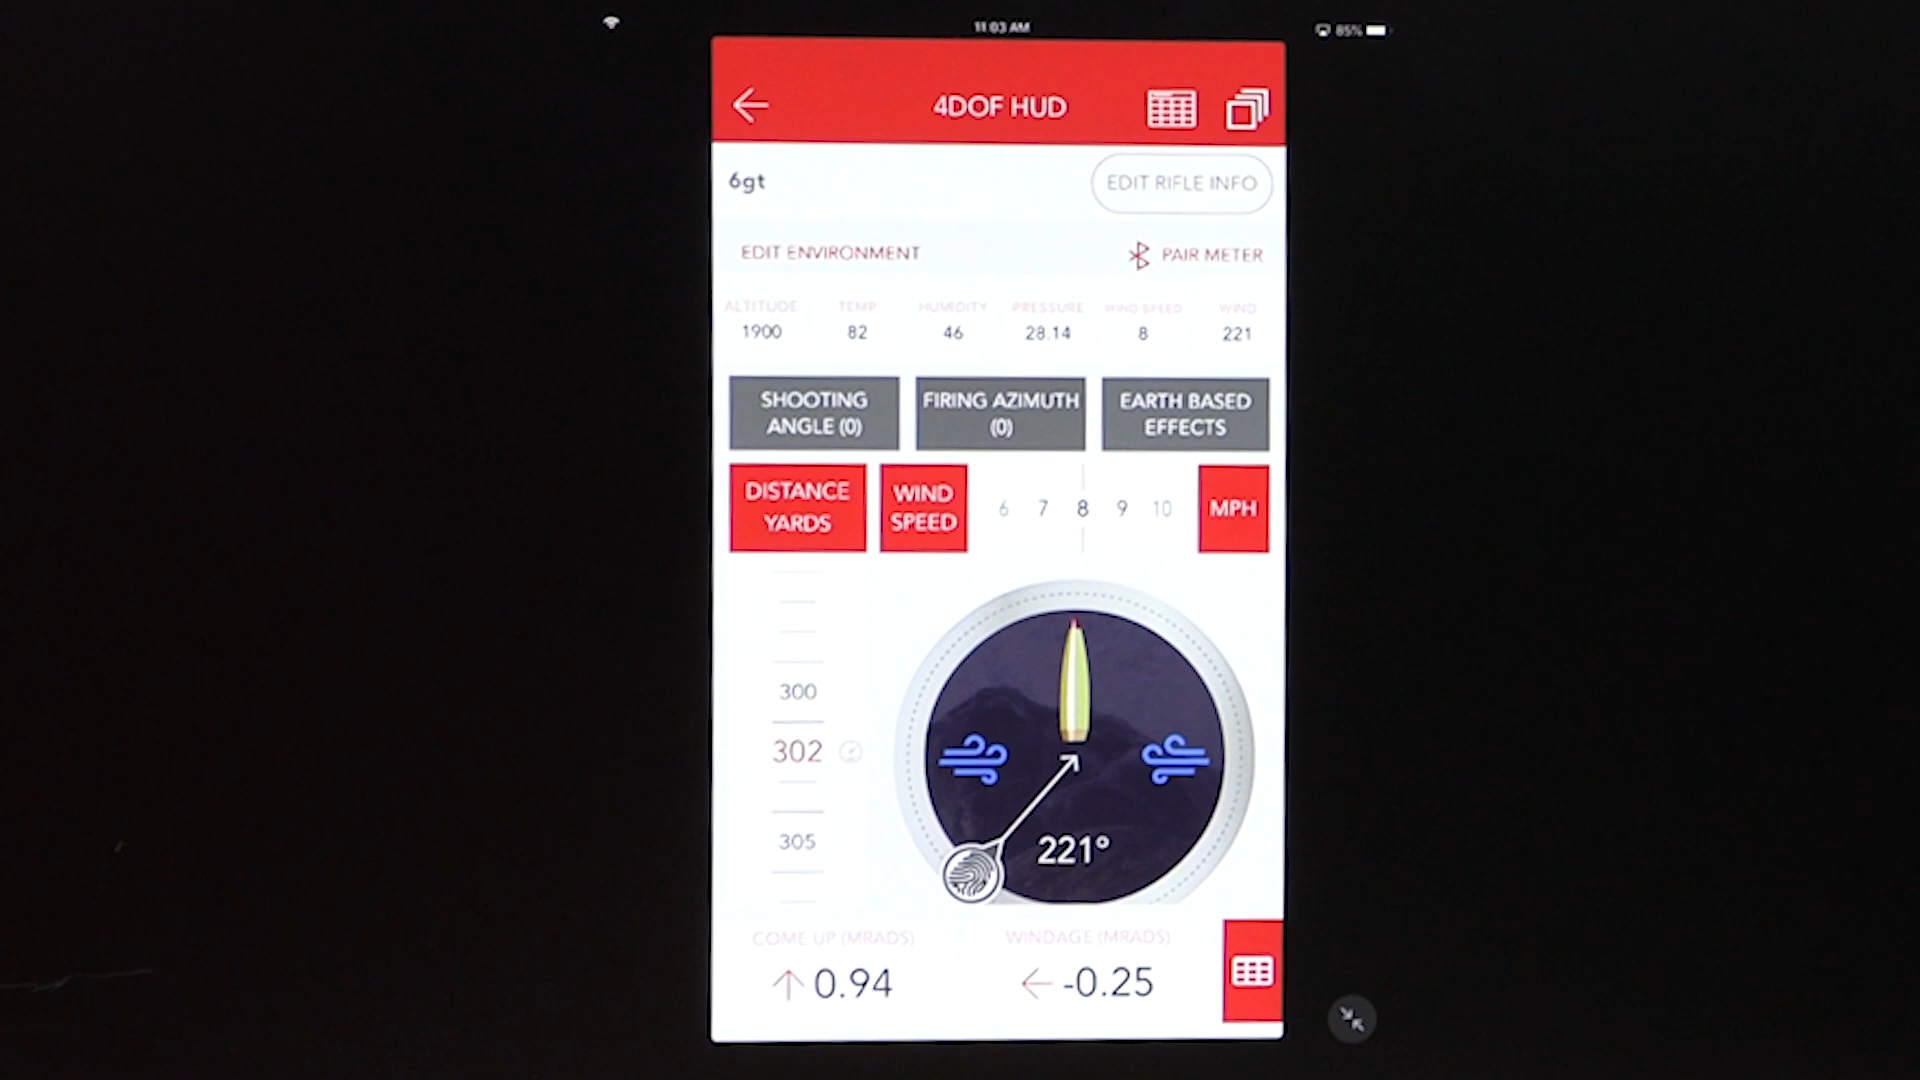 11:03 AM
85%
4DOF HUD
6gt
EDIT RIFLE INFO
EDIT ENVIRONMENT
PAIR METER
ALTITUDE TEMP HUMIDITY PRESSURE WIND SPEED WIND
1900 82 46 28.14 8 221
SHOOTING
ANGLE (0)
FIRING AZIMUTH
(0)
EARTH BASED
EFFECTS
DISTANCE
YARDS
WIND
SPEED
6 7 8 9 10
MPH
300
302
305
221°
COME UP (MRADS)
0.94
WINDAGE (MRADS)
-0.25